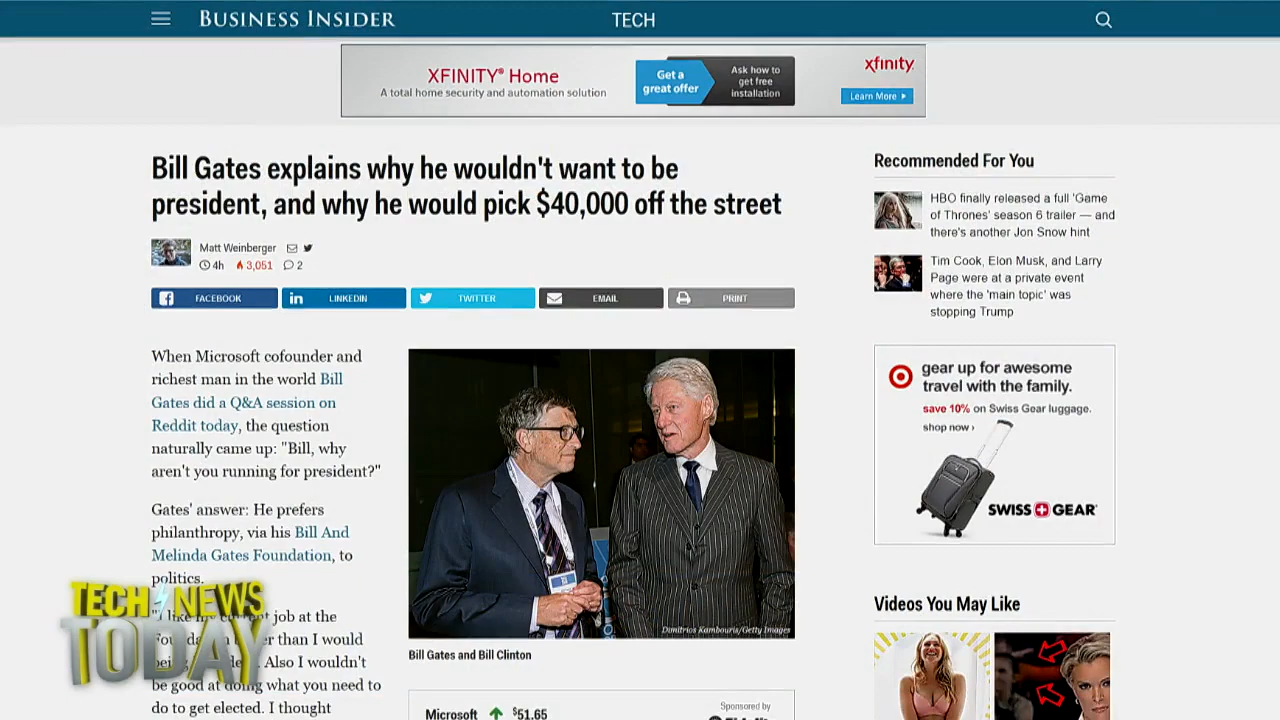 BUSINESS INSIDER
TECH
XFINITY® Home
A total home security and automation solution
Get a
great offer
Ask how to
get free
installation
xfinity
Learn More
Bill Gates explains why he wouldn't want to be
president, and why he would pick $40,000 off the street
Matt Weinberger
4h 3,051 2
FACEBOOK
LINKEDIN
TWITTER
EMAIL
PRINT
When Microsoft cofounder and
richest man in the world Bill
Gates did a Q&A session on
Reddit today, the question
naturally came up: "Bill, why
aren't you running for president?"
Gates' answer: He prefers
philanthropy, via his Bill And
Melinda Gates Foundation, to
politics.
job at the
than I would
Also I wouldn't
be good at doing what you need to
do to get elected. I thought
Dimitrios Kambouris/Getty Images
Bill Gates and Bill Clinton
Microsoft $51.65
Sponsored by
Recommended For You
HBO finally released a full 'Game
of Thrones' season 6 trailer — and
there's another Jon Snow hint
Tim Cook, Elon Musk, and Larry
Page were at a private event
where the 'main topic' was
stopping Trump
gear up for awesome
travel with the family.
save 10% on Swiss Gear luggage.
shop now ›
SWISS GEAR
Videos You May Like
TECH NEWS
TODAY